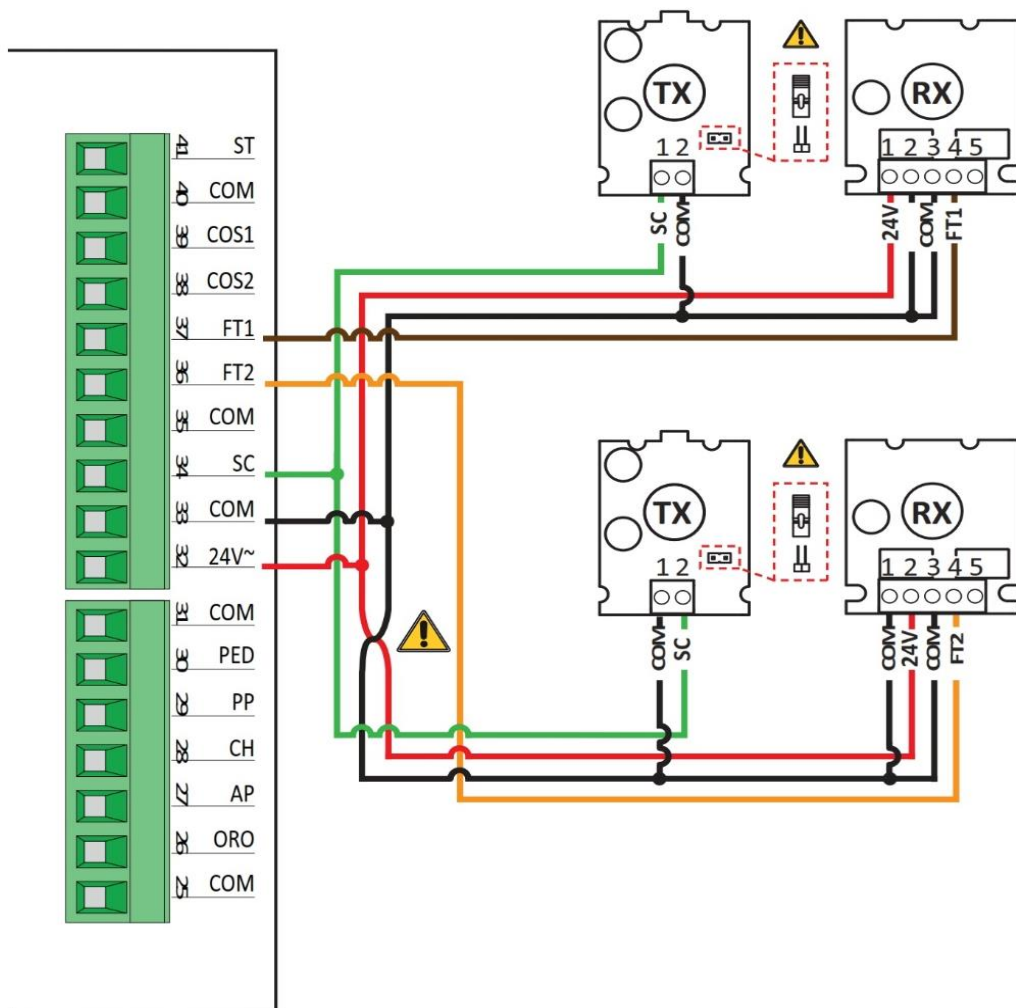 TX
RX
1 2
1 2 3 4 5
SC
COM
24V
COM
FT1
41 ST
40 COM
39 COS1
38 COS2
37 FT1
36 FT2
35 COM
34 SC
33 COM
32 24V~
31 COM
30 PED
29 PP
28 CH
27 AP
26 ORO
25 COM
TX
RX
1 2
1 2 3 4 5
COM
SC
COM
24V
COM
FT2